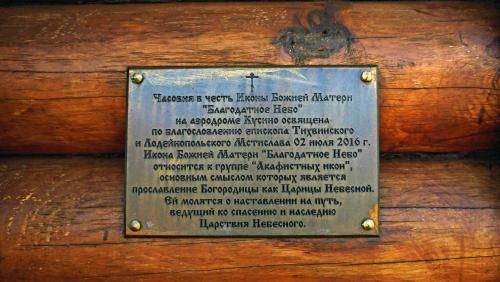 Часовня в честь Иконы Божией Матери
"Благодатное Небо"
на аэродроме Кусино освящена
по благословлению епископа Тихвинского
и Лодейнопольского Мстислава 02 июля 2016 г.
Икона Божией Матери "Благодатное Небо"
относится к группе "Акафистных икон",
основным смыслом которых является
прославление Богородицы как Царицы Небесной.
Ей молятся о наставлении на путь,
ведущий ко спасению и наследию
Царствия Небесного.